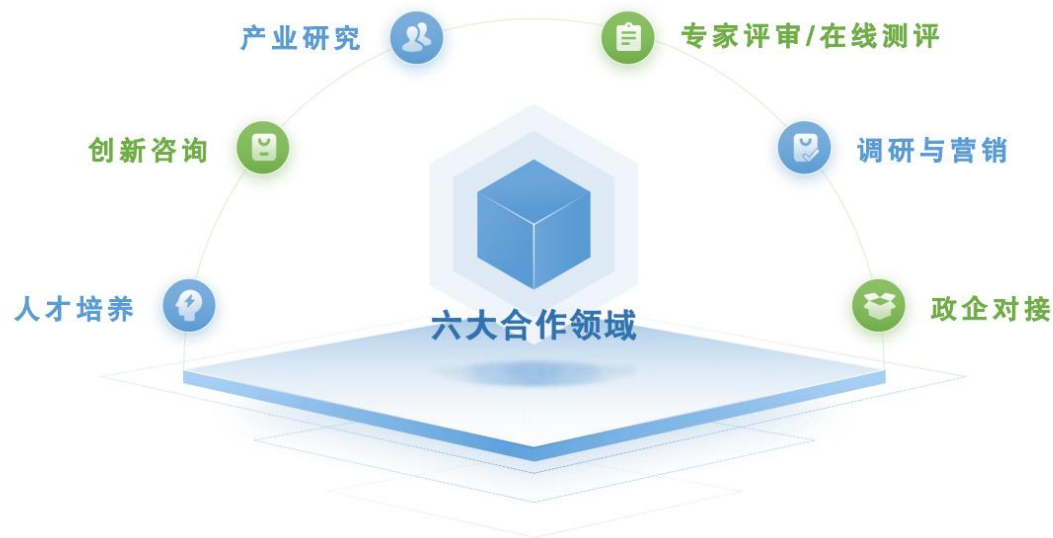 产业研究
专家评审/在线测评
创新咨询
调研与营销
人才培养
政企对接
六大合作领域